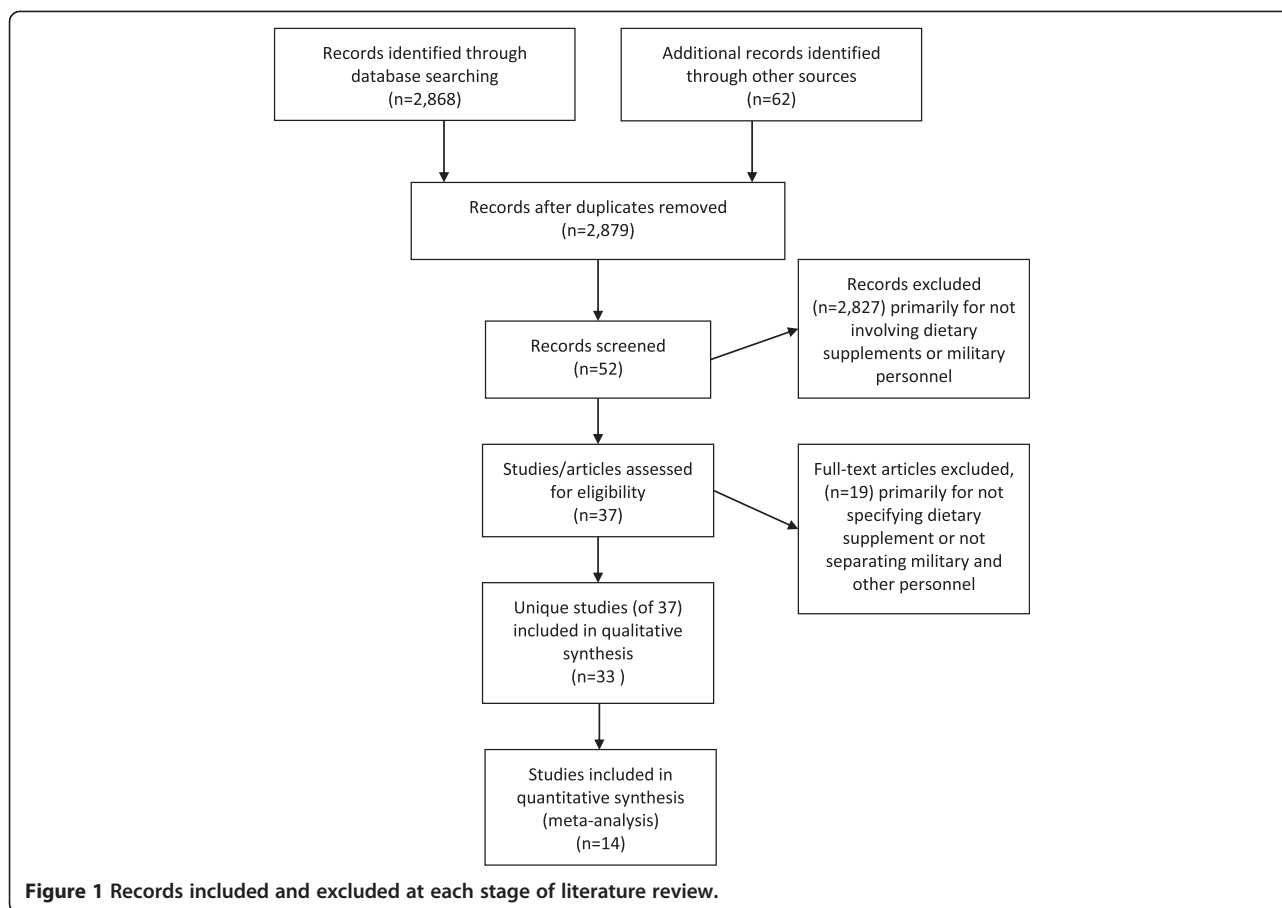 Records identified through
database searching
(n=2,868)
Additional records identified
through other sources
(n=62)
Records after duplicates removed
(n=2,879)
Records screened
(n=52)
Records excluded
(n=2,827) primarily for not
involving dietary
supplements or military
personnel
Studies/articles assessed
for eligibility
(n=37)
Full-text articles excluded,
(n=19) primarily for not
specifying dietary
supplement or not
separating military and
other personnel
Unique studies (of 37)
included in qualitative
synthesis
(n=33 )
Studies included in
quantitative synthesis
(meta-analysis)
(n=14)
Figure 1 Records included and excluded at each stage of literature review.